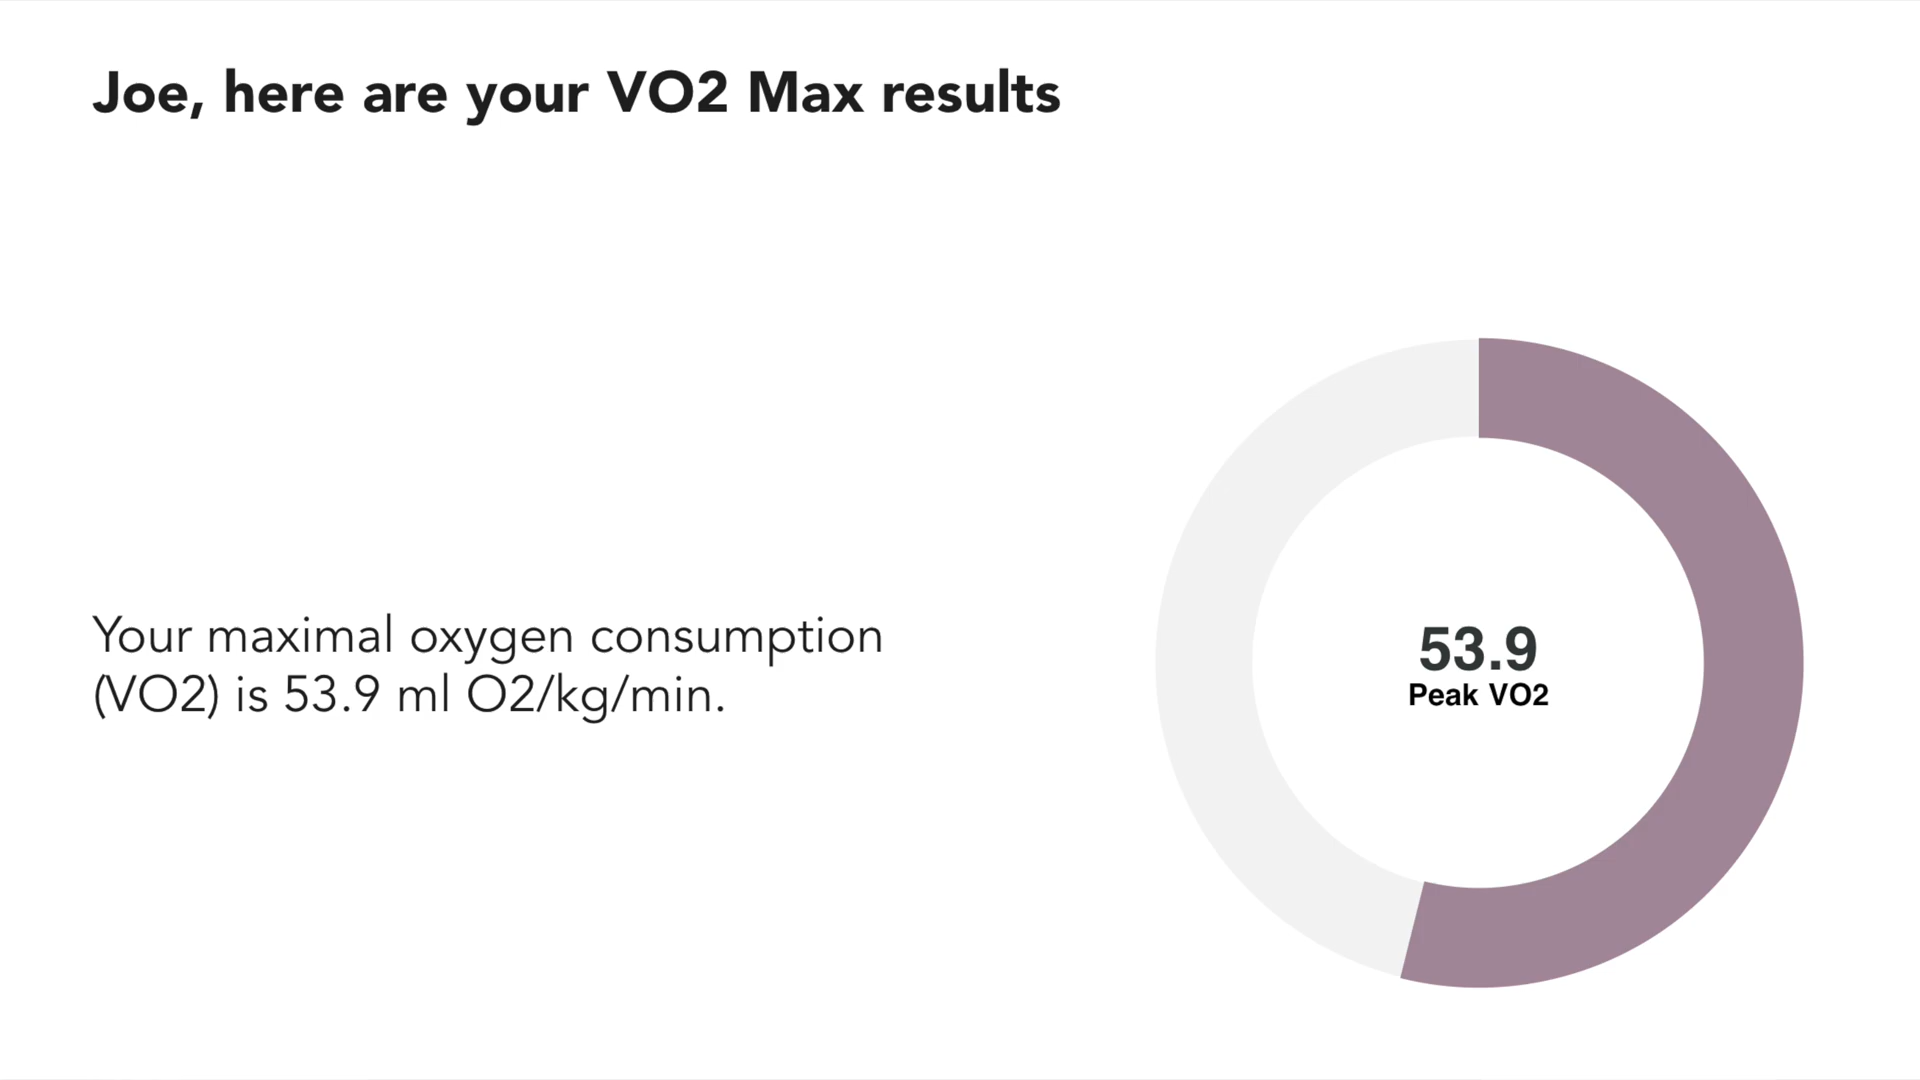 Joe, here are your VO2 Max results
Your maximal oxygen consumption
(VO2) is 53.9 ml O2/kg/min.
53.9
Peak VO2